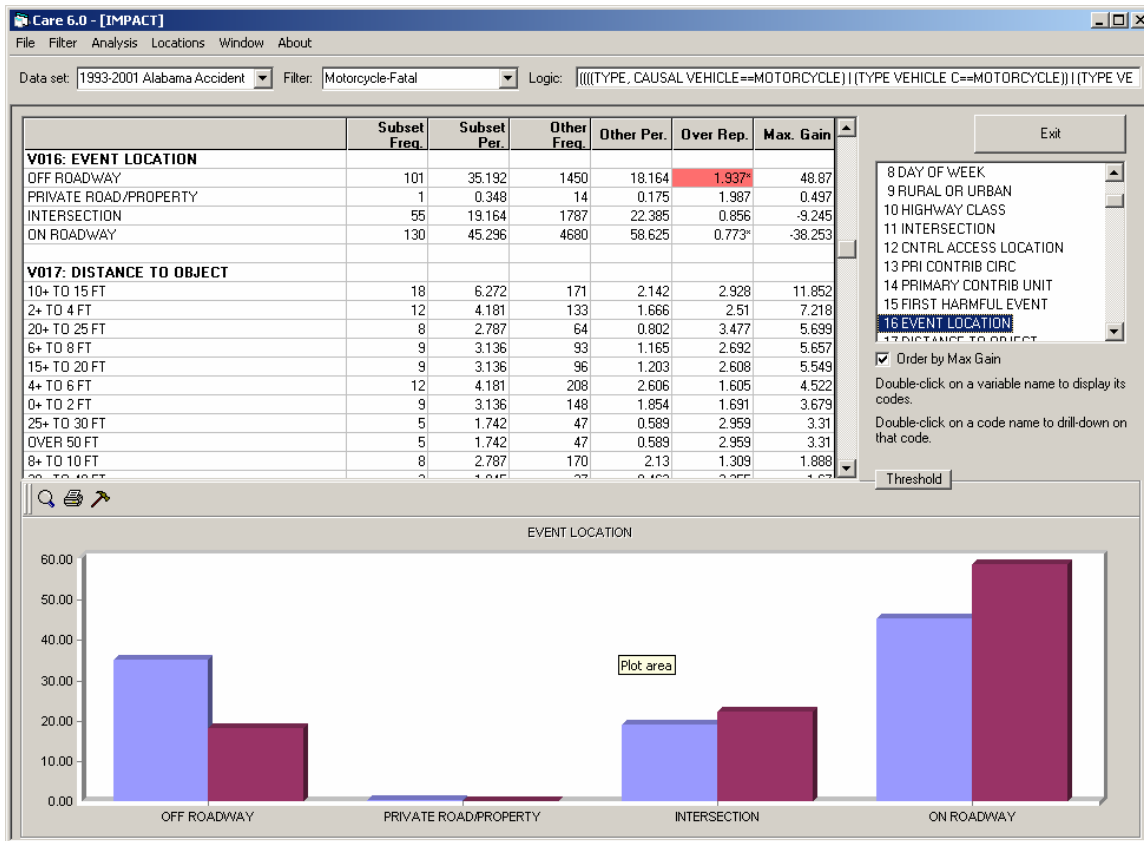 Care 6.0 - [IMPACT]
File Filter Analysis Locations Window About
Data set: 1993-2001 Alabama Accident Filter: Motorcycle-Fatal Logic: ((((TYPE, CAUSAL VEHICLE==MOTORCYCLE) | (TYPE VEHICLE C==MOTORCYCLE)) | (TYPE VE
Subset Freq. Subset Per. Other Freq. Other Per. Over Rep. Max. Gain
V016: EVENT LOCATION
OFF ROADWAY 101 35.192 1450 18.164 1.937* 48.87
PRIVATE ROAD/PROPERTY 1 0.348 14 0.175 1.987 0.497
INTERSECTION 55 19.164 1787 22.385 0.856 -9.245
ON ROADWAY 130 45.296 4680 58.625 0.773* -38.253
V017: DISTANCE TO OBJECT
10+ TO 15 FT 18 6.272 171 2.142 2.928 11.852
2+ TO 4 FT 12 4.181 133 1.666 2.51 7.218
20+ TO 25 FT 8 2.787 64 0.802 3.477 5.699
6+ TO 8 FT 9 3.136 93 1.165 2.692 5.657
15+ TO 20 FT 9 3.136 96 1.203 2.608 5.549
4+ TO 6 FT 12 4.181 208 2.606 1.605 4.522
0+ TO 2 FT 9 3.136 148 1.854 1.691 3.679
25+ TO 30 FT 5 1.742 47 0.589 2.959 3.31
OVER 50 FT 5 1.742 47 0.589 2.959 3.31
8+ TO 10 FT 8 2.787 170 2.13 1.309 1.888
Exit
8 DAY OF WEEK
9 RURAL OR URBAN
10 HIGHWAY CLASS
11 INTERSECTION
12 CNTRL ACCESS LOCATION
13 PRI CONTRIB CIRC
14 PRIMARY CONTRIB UNIT
15 FIRST HARMFUL EVENT
16 EVENT LOCATION
17 DISTANCE TO OBJECT
Order by Max Gain
Double-click on a variable name to display its
codes.
Double-click on a code name to drill-down on
that code.
Threshold
EVENT LOCATION
60.00
50.00
40.00
30.00
20.00
10.00
0.00
Plot area
OFF ROADWAY PRIVATE ROAD/PROPERTY INTERSECTION ON ROADWAY